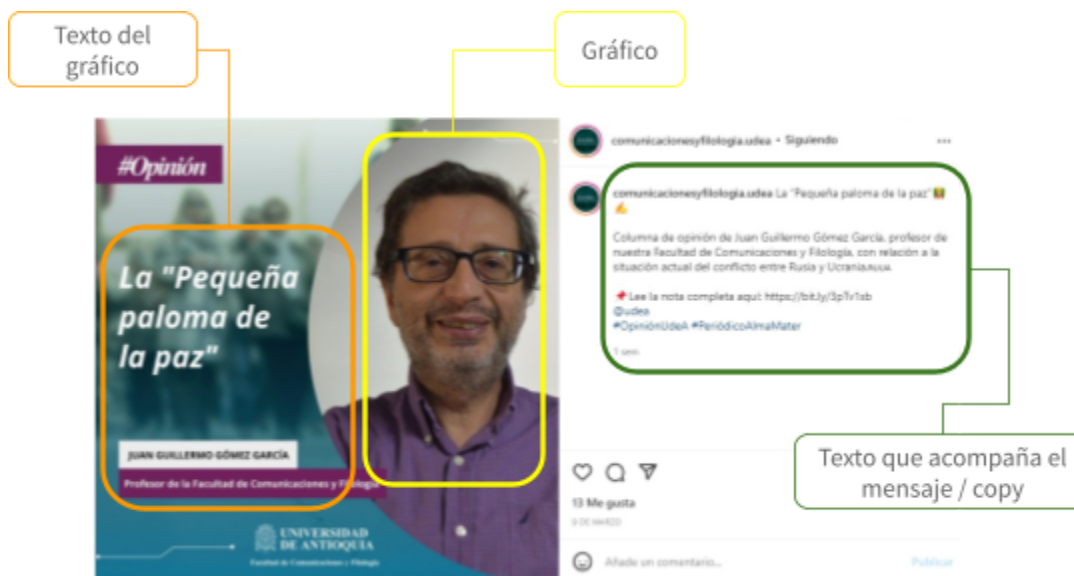 Texto del
gráfico
Gráfico
#Opinión
La "Pequeña
paloma de
la paz"
JUAN GUILLERMO GÓMEZ GARCÍA
Profesor de la Facultad de Comunicaciones y Filología
UNIVERSIDAD
DE ANTIOQUIA
Facultad de Comunicaciones y Filología
comunicacionesyfilologia.udea • Siguiendo
comunicacionesyfilologia.udea La "Pequeña paloma de la paz"
Columna de opinión de Juan Guillermo Gómez García, profesor de
nuestra Facultad de Comunicaciones y Filología, con relación a la
situación actual del conflicto entre Rusia y Ucrania
Lee la nota completa aquí:
@udea
#OpiniónUdeA #PeriódicoAlmaMater
1 sem
Texto que acompaña el
mensaje / copy
13 Me gusta
9 DE MARZO
Añade un comentario...
Publicar